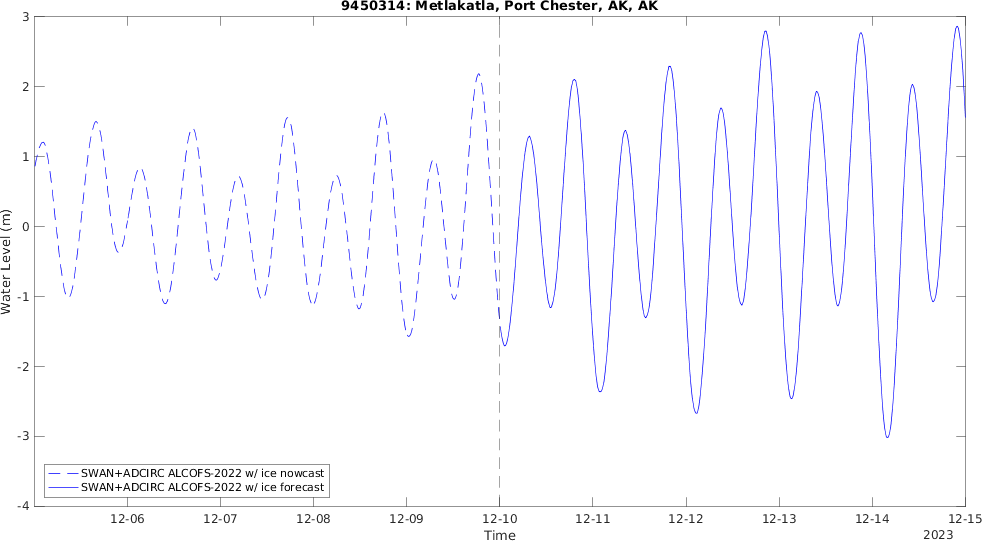 9450314: Metlakatla, Port Chester, AK, AK
3
2
1
0
-1
-2
-3
-4
Water Level (m)
SWAN+ADCIRC ALCOFS-2022 w/ ice nowcast
SWAN+ADCIRC ALCOFS-2022 w/ ice forecast
12-06 12-07 12-08 12-09 12-10 12-11 12-12 12-13 12-14 12-15
Time
2023